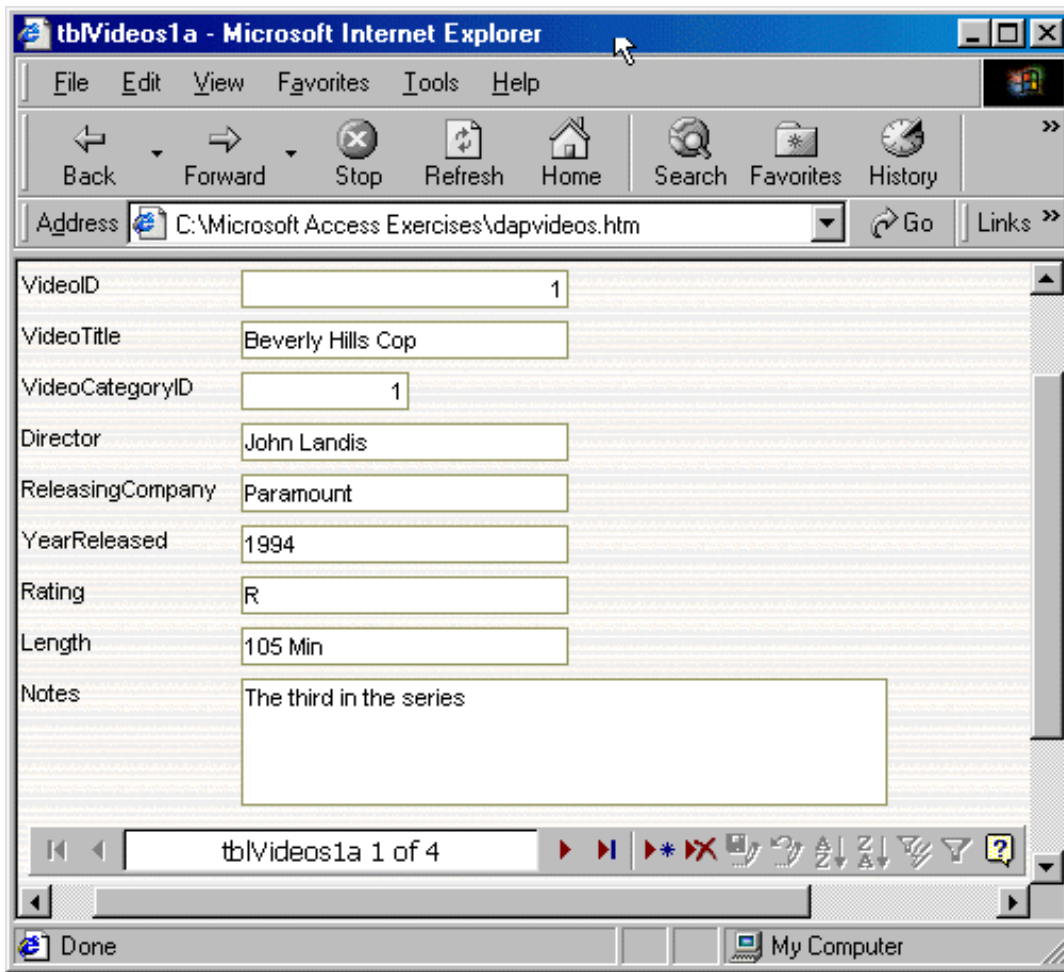 tblVideos1a - Microsoft Internet Explorer
File Edit View Favorites Tools Help
Back Forward Stop Refresh Home Search Favorites History »
Address C:\Microsoft Access Exercises\dapvideos.htm Go Links »
VideoID 1
VideoTitle Beverly Hills Cop
VideoCategoryID 1
Director John Landis
ReleasingCompany Paramount
YearReleased 1994
Rating R
Length 105 Min
Notes The third in the series
tblVideos1a 1 of 4
Done My Computer